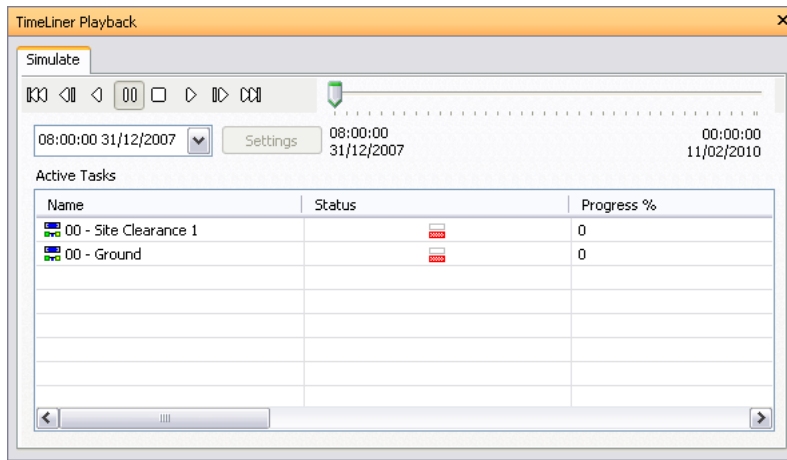 TimeLiner Playback
Simulate
08:00:00 31/12/2007
Settings
08:00:00
31/12/2007
00:00:00
11/02/2010
Active Tasks
Name Status Progress %
00 - Site Clearance 1 0
00 - Ground 0